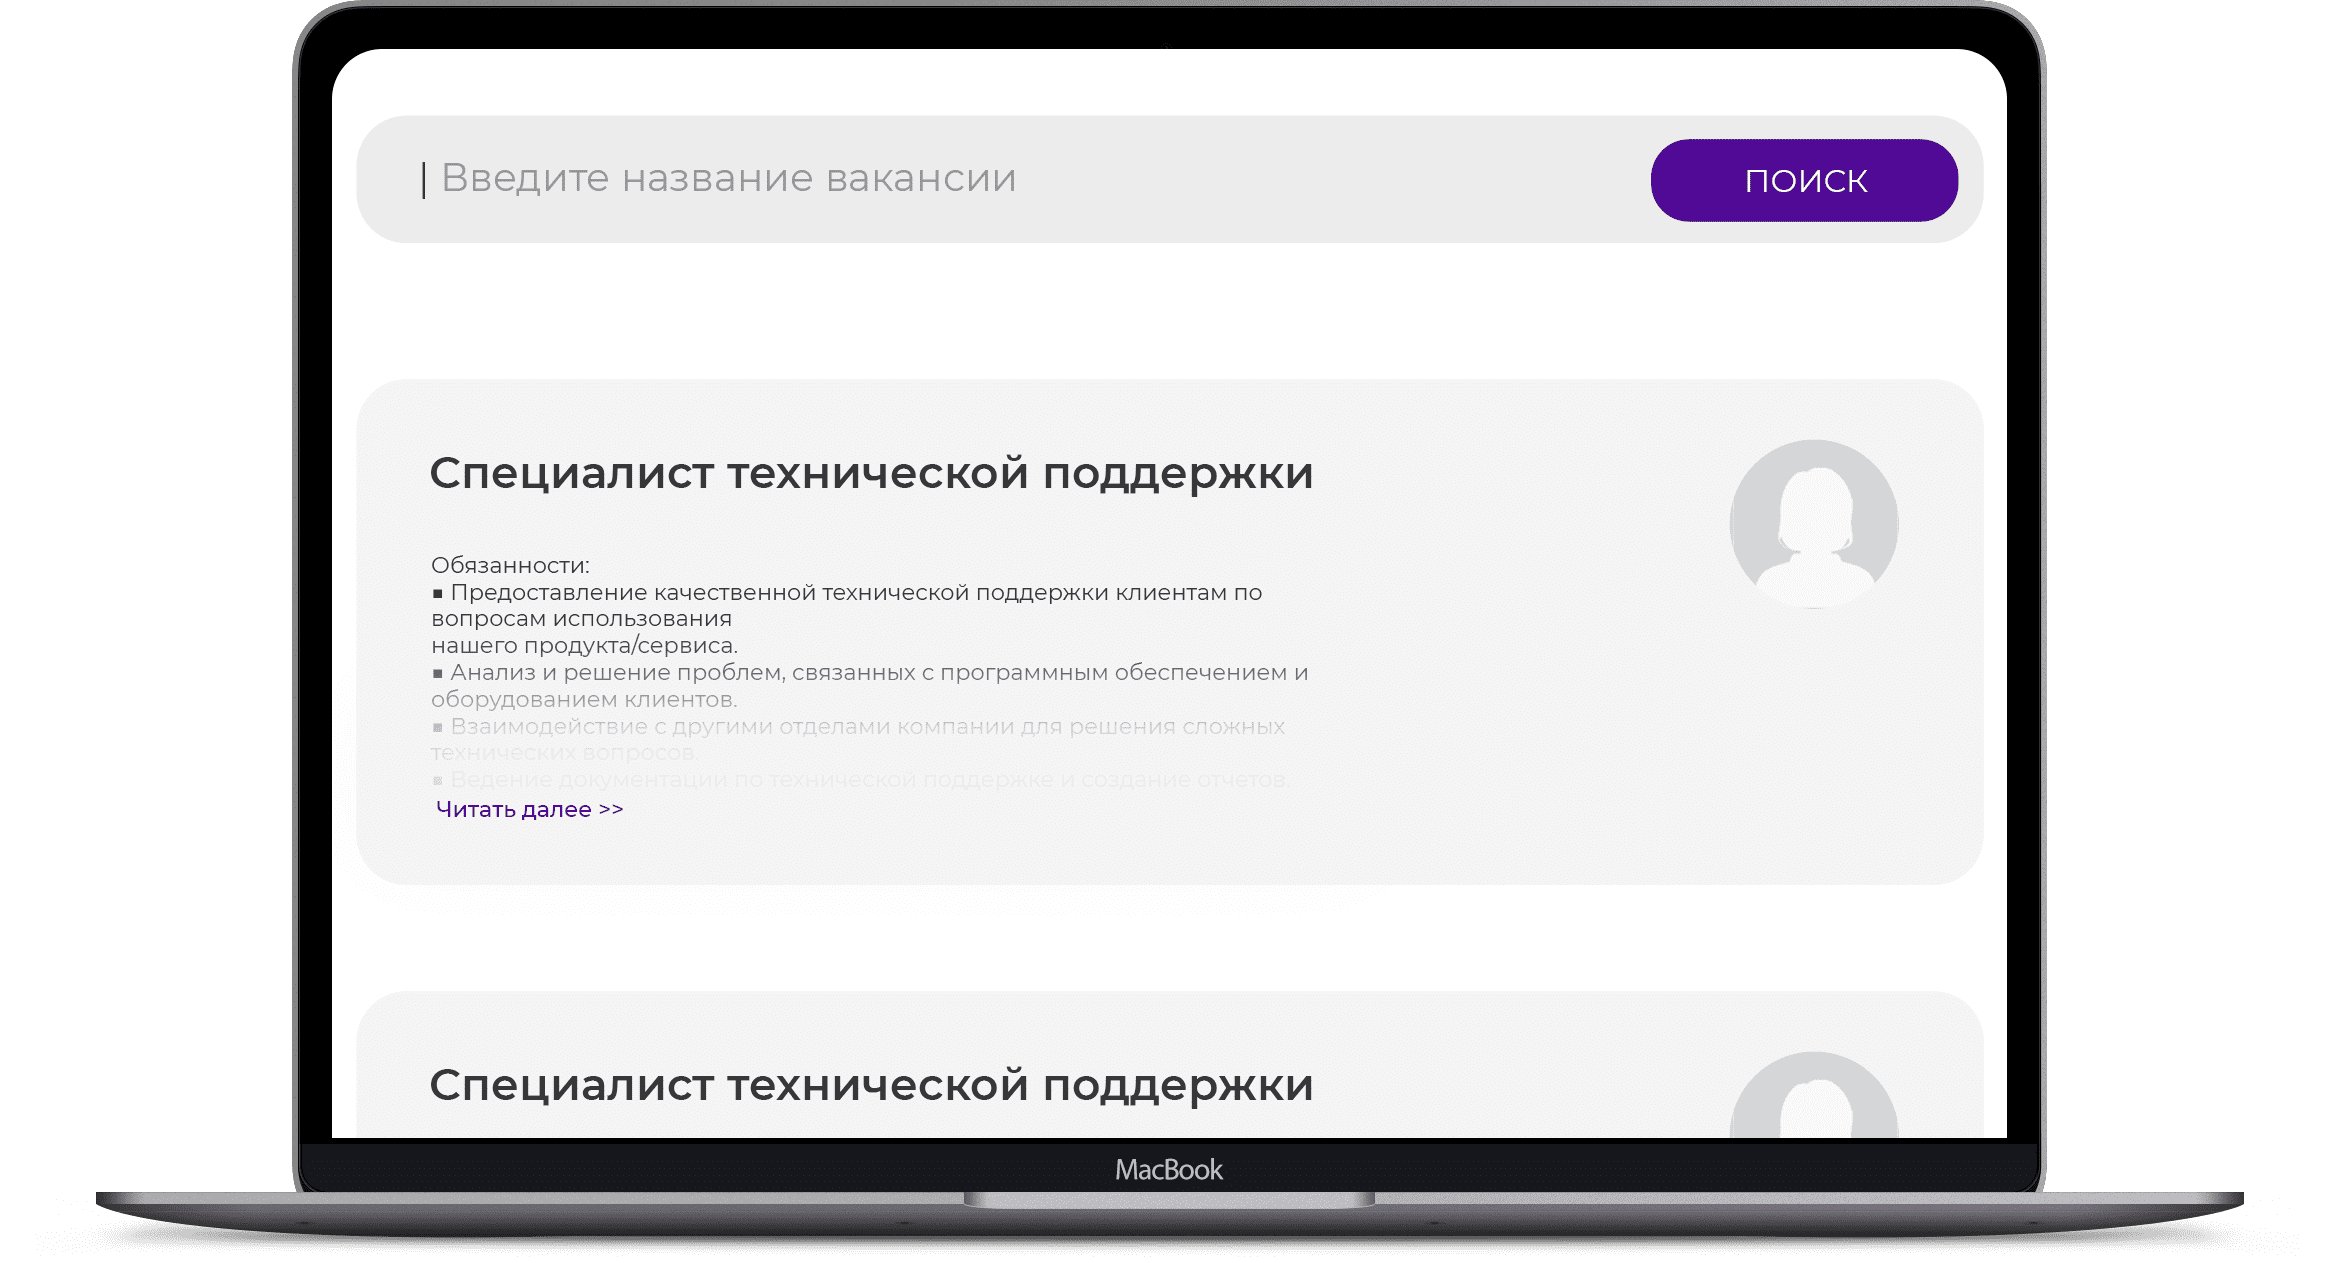 | Введите название вакансии
ПОИСК
Специалист технической поддержки
Обязанности:
▪ Предоставление качественной технической поддержки клиентам по
вопросам использования
нашего продукта/сервиса.
▪ Анализ и решение проблем, связанных с программным обеспечением и
оборудованием клиентов.
▪ Взаимодействие с другими отделами компании для решения сложных
технических вопросов.
▪ Ведение документации по технической поддержке и создание отчетов.
Читать далее >>
Специалист технической поддержки
MacBook